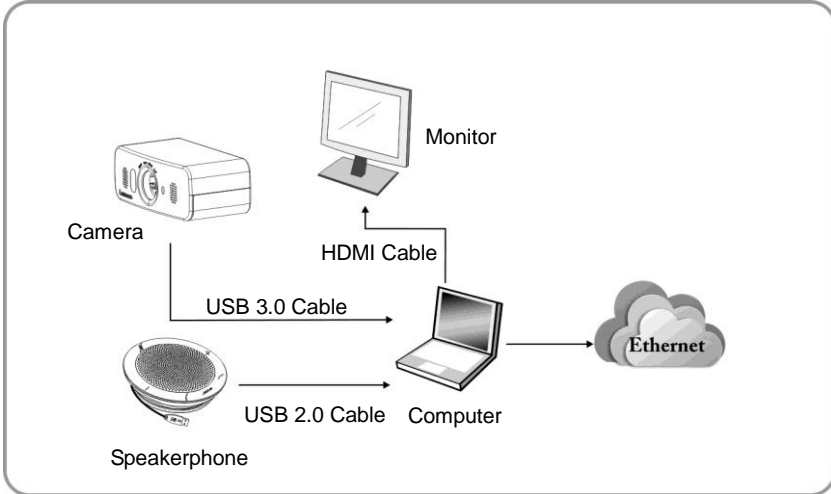 Monitor
Camera
HDMI Cable
USB 3.0 Cable
Ethernet
USB 2.0 Cable
Computer
Speakerphone